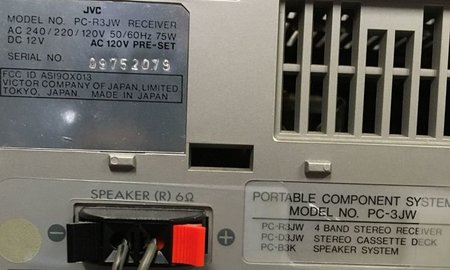 JVC
MODEL NO. PC-R3JW RECEIVER
AC 240/220/120V 50/60Hz 75W
DC 12V AC 120V PRE-SET
SERIAL NO. 09752079
FCC ID ASI9OX013
VICTOR COMPANY OF JAPAN, LIMITED
TOKYO, JAPAN MADE IN JAPAN
SPEAKER (R) 6Ω
− +
PORTABLE COMPONENT SYSTEM
MODEL NO. PC-3JW
PC-R3JW 4 BAND STEREO RECEIVER
PC-D3JW STEREO CASSETTE DECK
PC-B3K SPEAKER SYSTEM